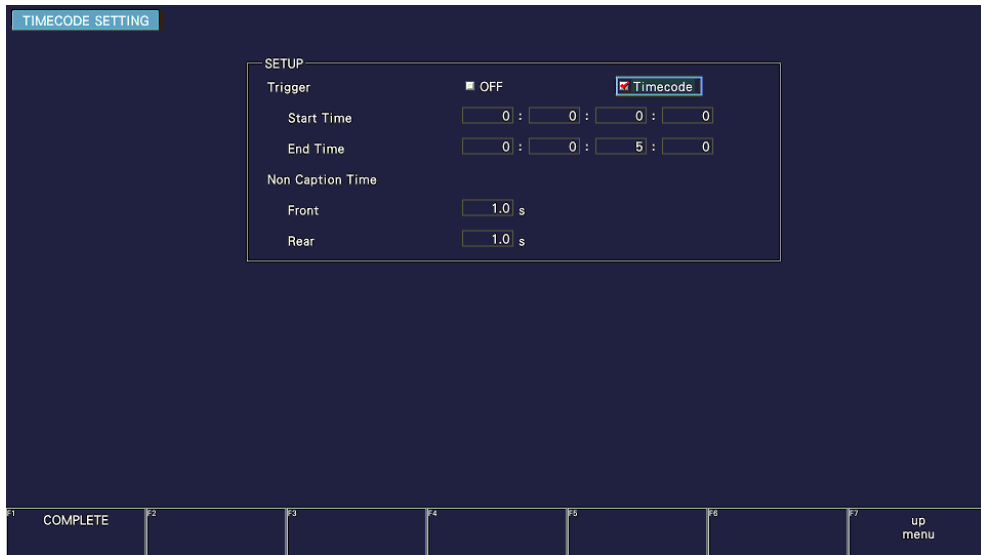 TIMECODE SETTING
SETUP
Trigger OFF Timecode
Start Time 0 : 0 : 0 : 0
End Time 0 : 0 : 5 : 0
Non Caption Time
Front 1.0 s
Rear 1.0 s
F1 COMPLETE F2 F3 F4 F5 F6 F7 up
menu